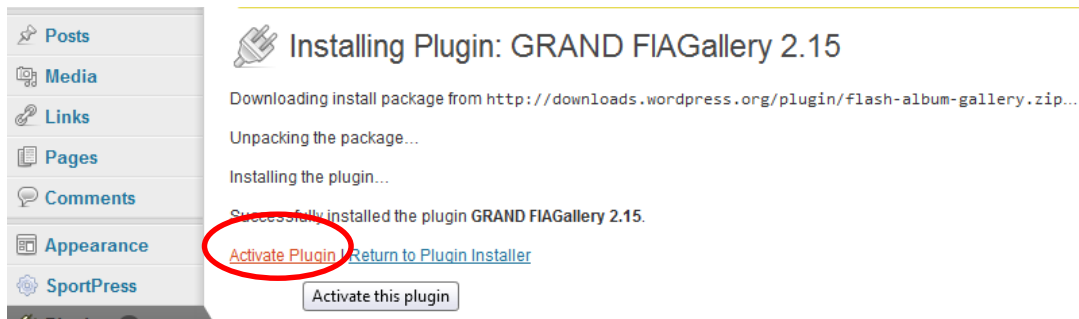 Posts
Media
Links
Pages
Comments
Appearance
SportPress
Installing Plugin: GRAND FlAGallery 2.15
Downloading install package from http://downloads.wordpress.org/plugin/flash-album-gallery.zip…
Unpacking the package…
Installing the plugin…
Successfully installed the plugin GRAND FlAGallery 2.15.
Activate Plugin | Return to Plugin Installer
Activate this plugin